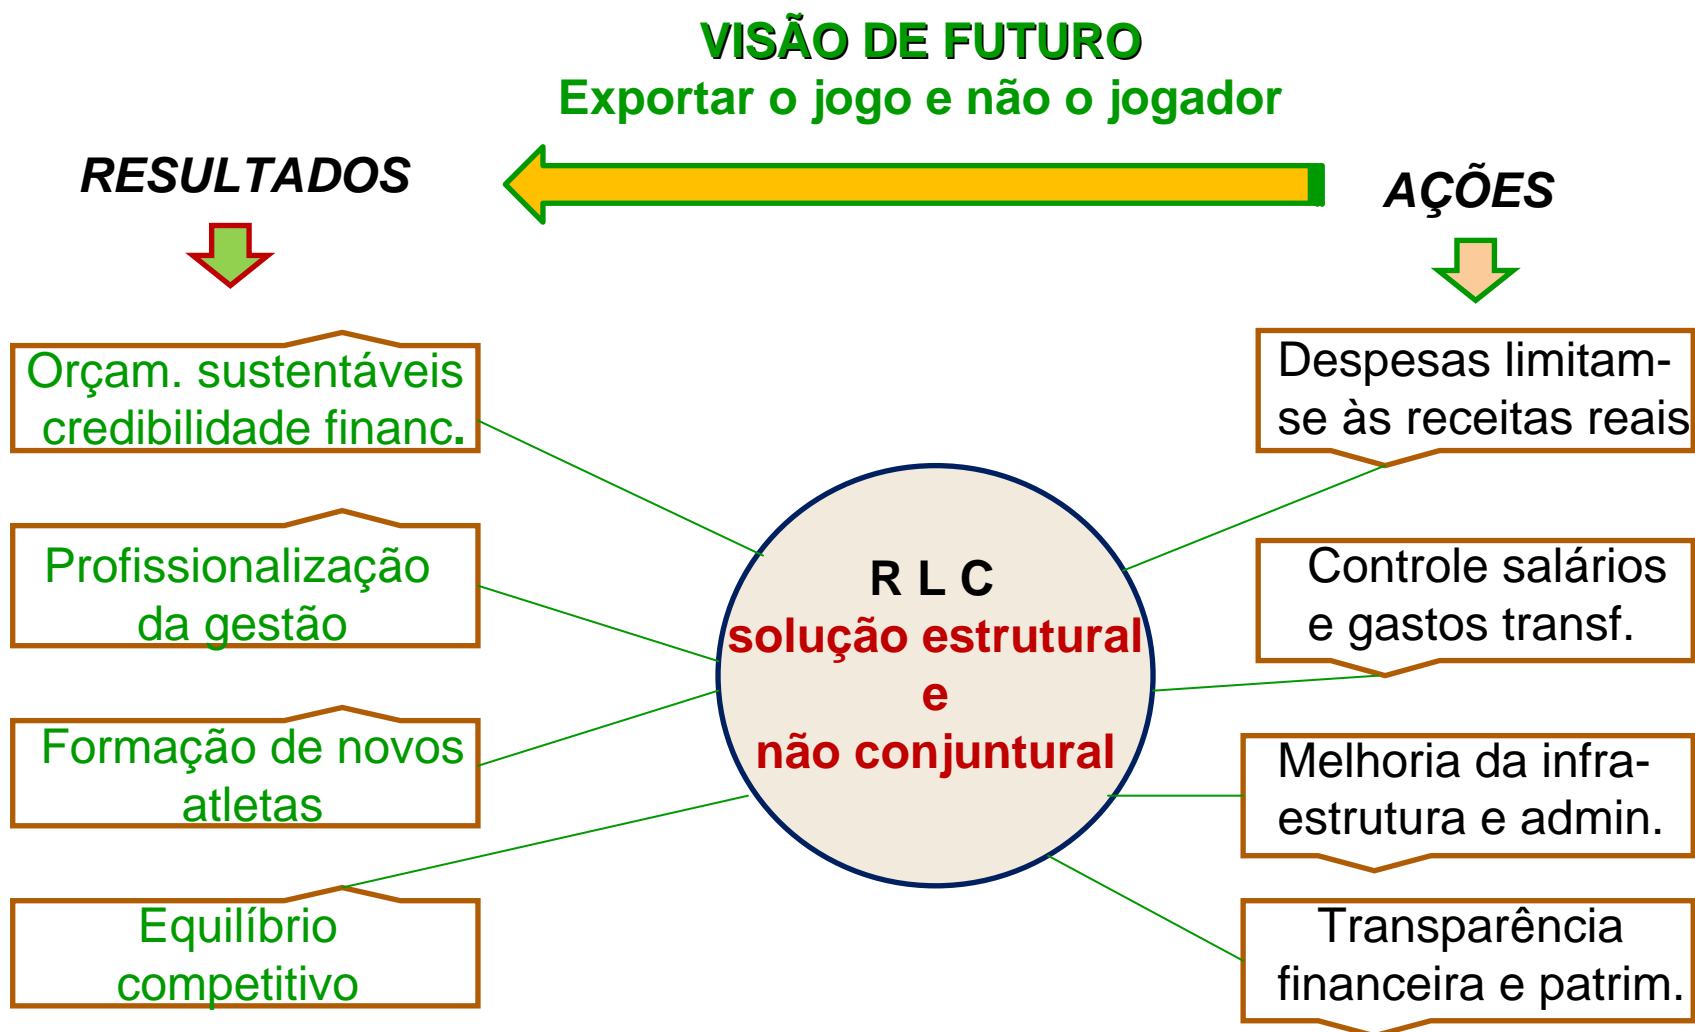 VISÃO DE FUTURO
Exportar o jogo e não o jogador
RESULTADOS
AÇÕES
Orçam. sustentáveis
credibilidade financ.
Profissionalização
da gestão
Formação de novos
atletas
Equilíbrio
competitivo
R L C
solução estrutural
e
não conjuntural
Despesas limitam-
se às receitas reais
Controle salários
e gastos transf.
Melhoria da infra-
estrutura e admin.
Transparência
financeira e patrim.